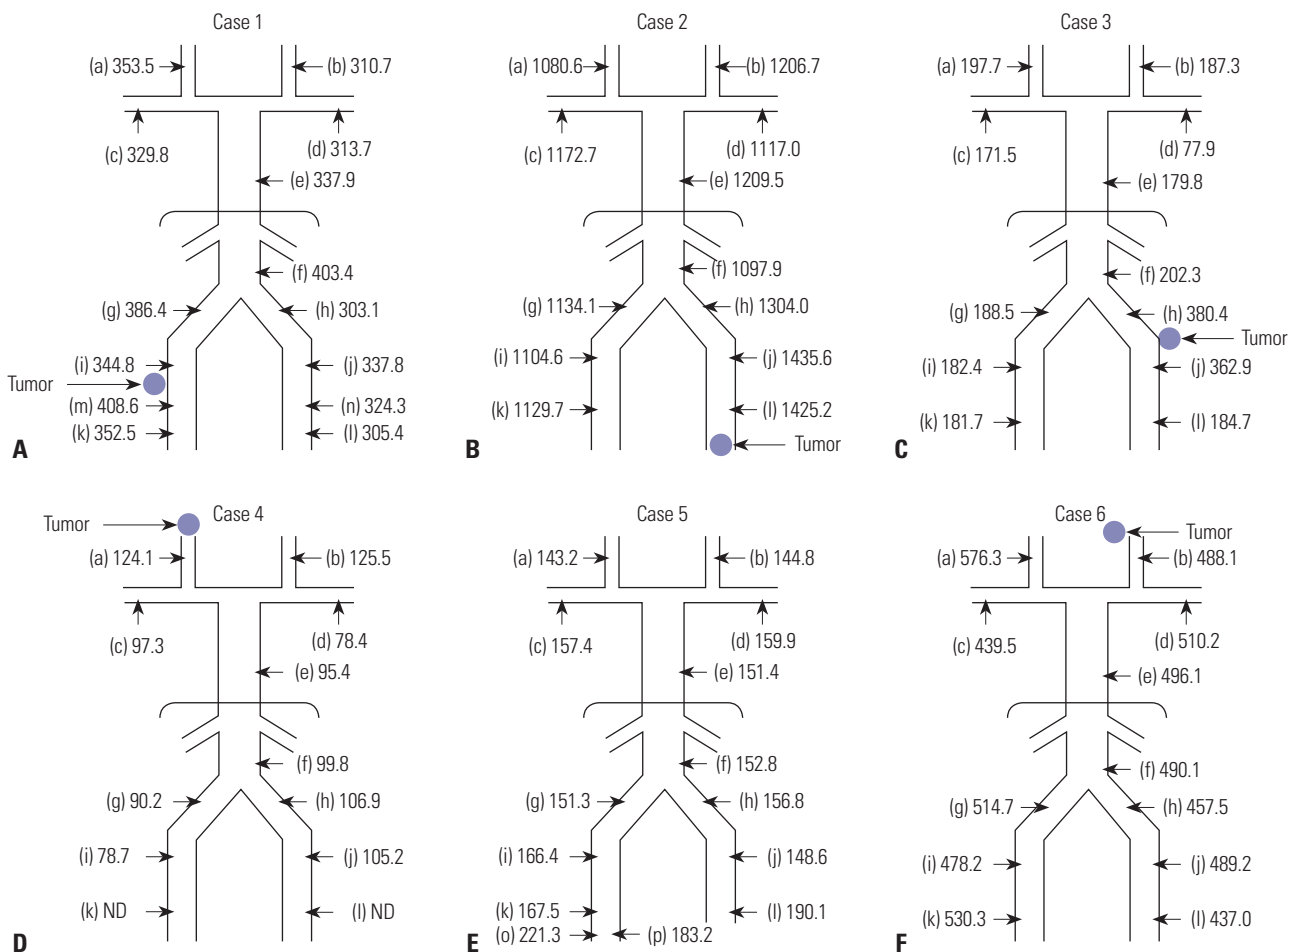 Case 1
(a) 353.5
(b) 310.7
(c) 329.8
(d) 313.7
(e) 337.9
(f) 403.4
(g) 386.4
(h) 303.1
(i) 344.8
(j) 337.8
Tumor
(m) 408.6
(n) 324.3
(k) 352.5
(l) 305.4
A
Case 2
(a) 1080.6
(b) 1206.7
(c) 1172.7
(d) 1117.0
(e) 1209.5
(f) 1097.9
(g) 1134.1
(h) 1304.0
(i) 1104.6
(j) 1435.6
(k) 1129.7
(l) 1425.2
Tumor
B
Case 3
(a) 197.7
(b) 187.3
(c) 171.5
(d) 77.9
(e) 179.8
(f) 202.3
(g) 188.5
(h) 380.4
Tumor
(i) 182.4
(j) 362.9
(k) 181.7
(l) 184.7
C
Case 4
Tumor
(a) 124.1
(b) 125.5
(c) 97.3
(d) 78.4
(e) 95.4
(f) 99.8
(g) 90.2
(h) 106.9
(i) 78.7
(j) 105.2
(k) ND
(l) ND
D
Case 5
(a) 143.2
(b) 144.8
(c) 157.4
(d) 159.9
(e) 151.4
(f) 152.8
(g) 151.3
(h) 156.8
(i) 166.4
(j) 148.6
(k) 167.5
(l) 190.1
(o) 221.3
(p) 183.2
E
Case 6
Tumor
(a) 576.3
(b) 488.1
(c) 439.5
(d) 510.2
(e) 496.1
(f) 490.1
(g) 514.7
(h) 457.5
(i) 478.2
(j) 489.2
(k) 530.3
(l) 437.0
F